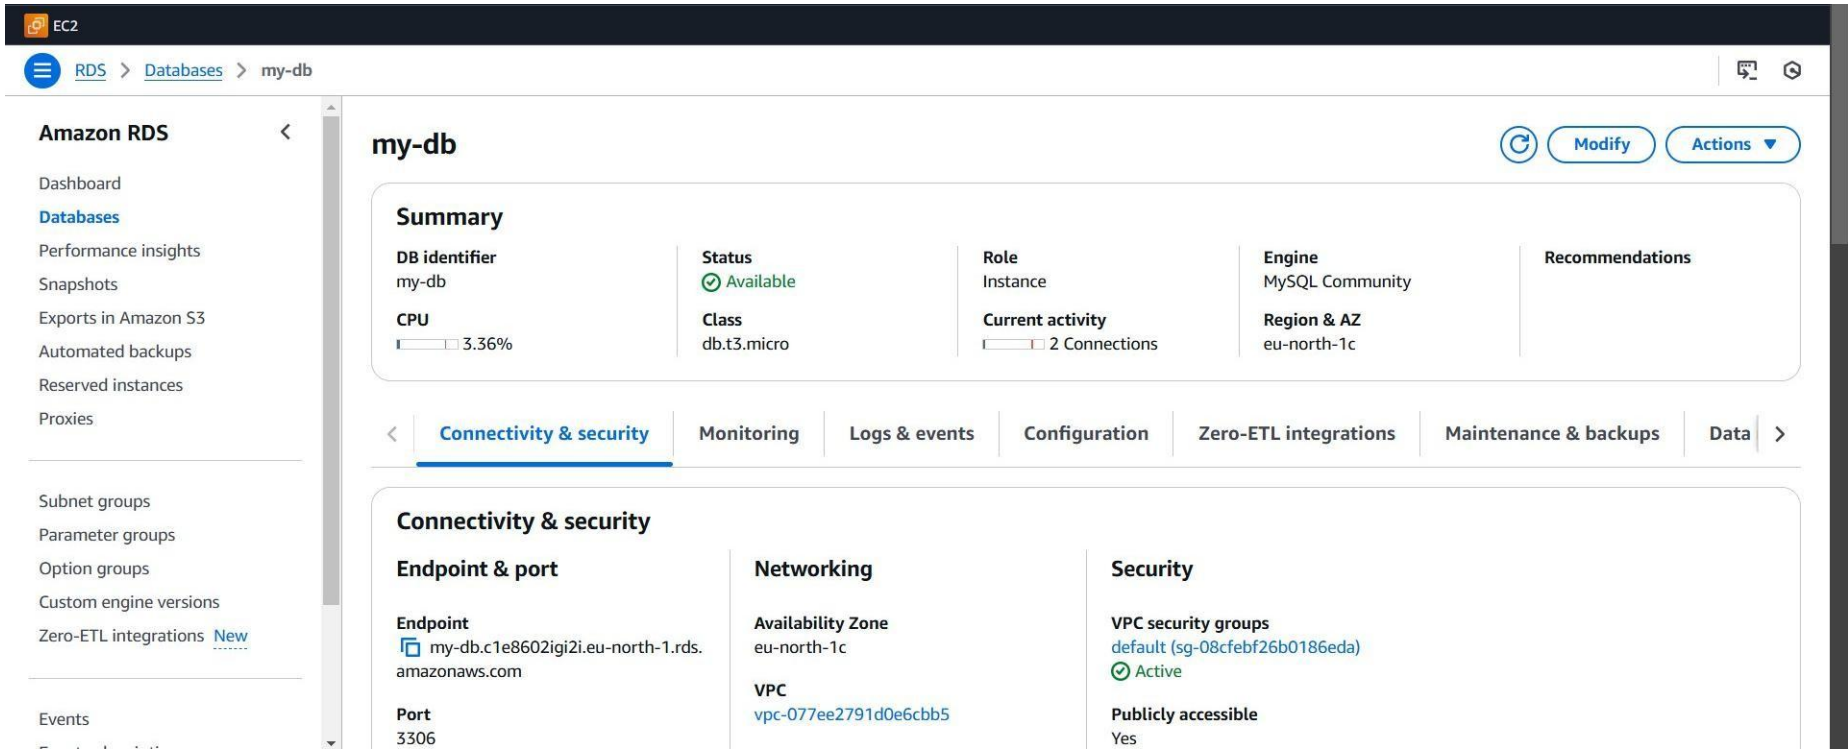 EC2
RDS > Databases > my-db
Amazon RDS
Dashboard
Databases
Performance insights
Snapshots
Exports in Amazon S3
Automated backups
Reserved instances
Proxies
Subnet groups
Parameter groups
Option groups
Custom engine versions
Zero-ETL integrations New
Events
my-db
Modify
Actions
Summary
DB identifier
my-db
Status
Available
Role
Instance
Engine
MySQL Community
Recommendations
CPU
3.36%
Class
db.t3.micro
Current activity
2 Connections
Region & AZ
eu-north-1c
Connectivity & security
Monitoring
Logs & events
Configuration
Zero-ETL integrations
Maintenance & backups
Data
Connectivity & security
Endpoint & port
Endpoint
my-db.c1e8602igi2i.eu-north-1.rds.
amazonaws.com
Port
3306
Networking
Availability Zone
eu-north-1c
VPC
vpc-077ee2791d0e6cbb5
Security
VPC security groups
default (sg-08cfebf26b0186eda)
Active
Publicly accessible
Yes